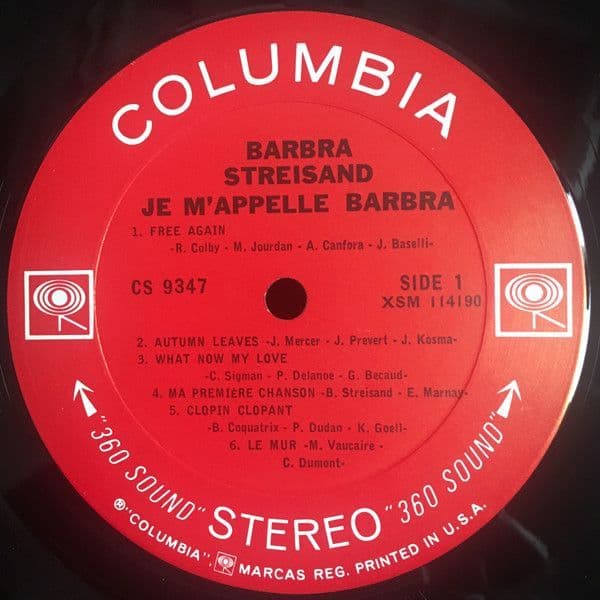 COLUMBIA
BARBRA
STREISAND
JE M'APPELLE BARBRA
1. FREE AGAIN
-R. Colby - M. Jourdan - A. Canfora - J. Baselli-
CS 9347
SIDE 1
XSM 114190
2. AUTUMN LEAVES -J. Mercer - J. Prevert - J. Kosma-
3. WHAT NOW MY LOVE
-C. Sigman - P. Delanoe - G. Becaud-
4. MA PREMIÈRE CHANSON -B. Streisand - E. Marnay-
5. CLOPIN CLOPANT
-B. Coquatrix - P. Dudan - K. Goell-
6. LE MUR -M. Vaucaire -
C. Dumont-
"360 SOUND" STEREO "360 SOUND"
®"COLUMBIA", MARCAS REG. PRINTED IN U.S.A.